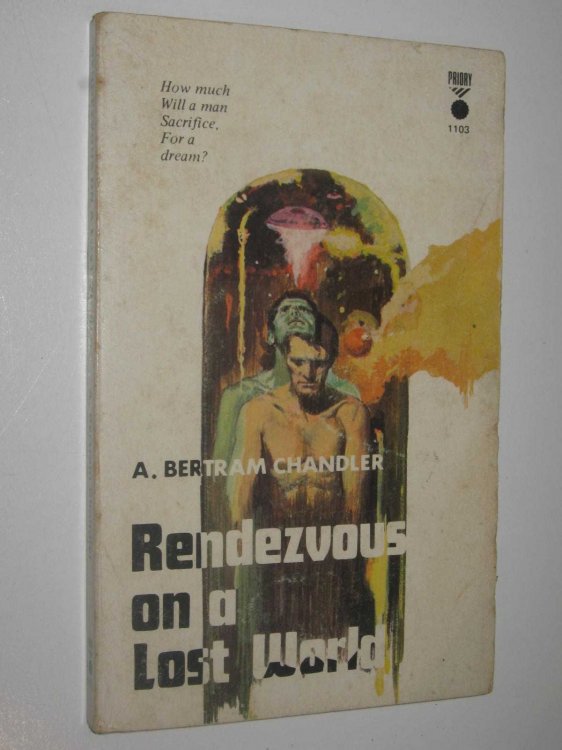 How much
Will a man
Sacrifice,
For a
dream?
PRIORY
1103
A. BERTRAM CHANDLER
Rendezvous
on a
Lost World